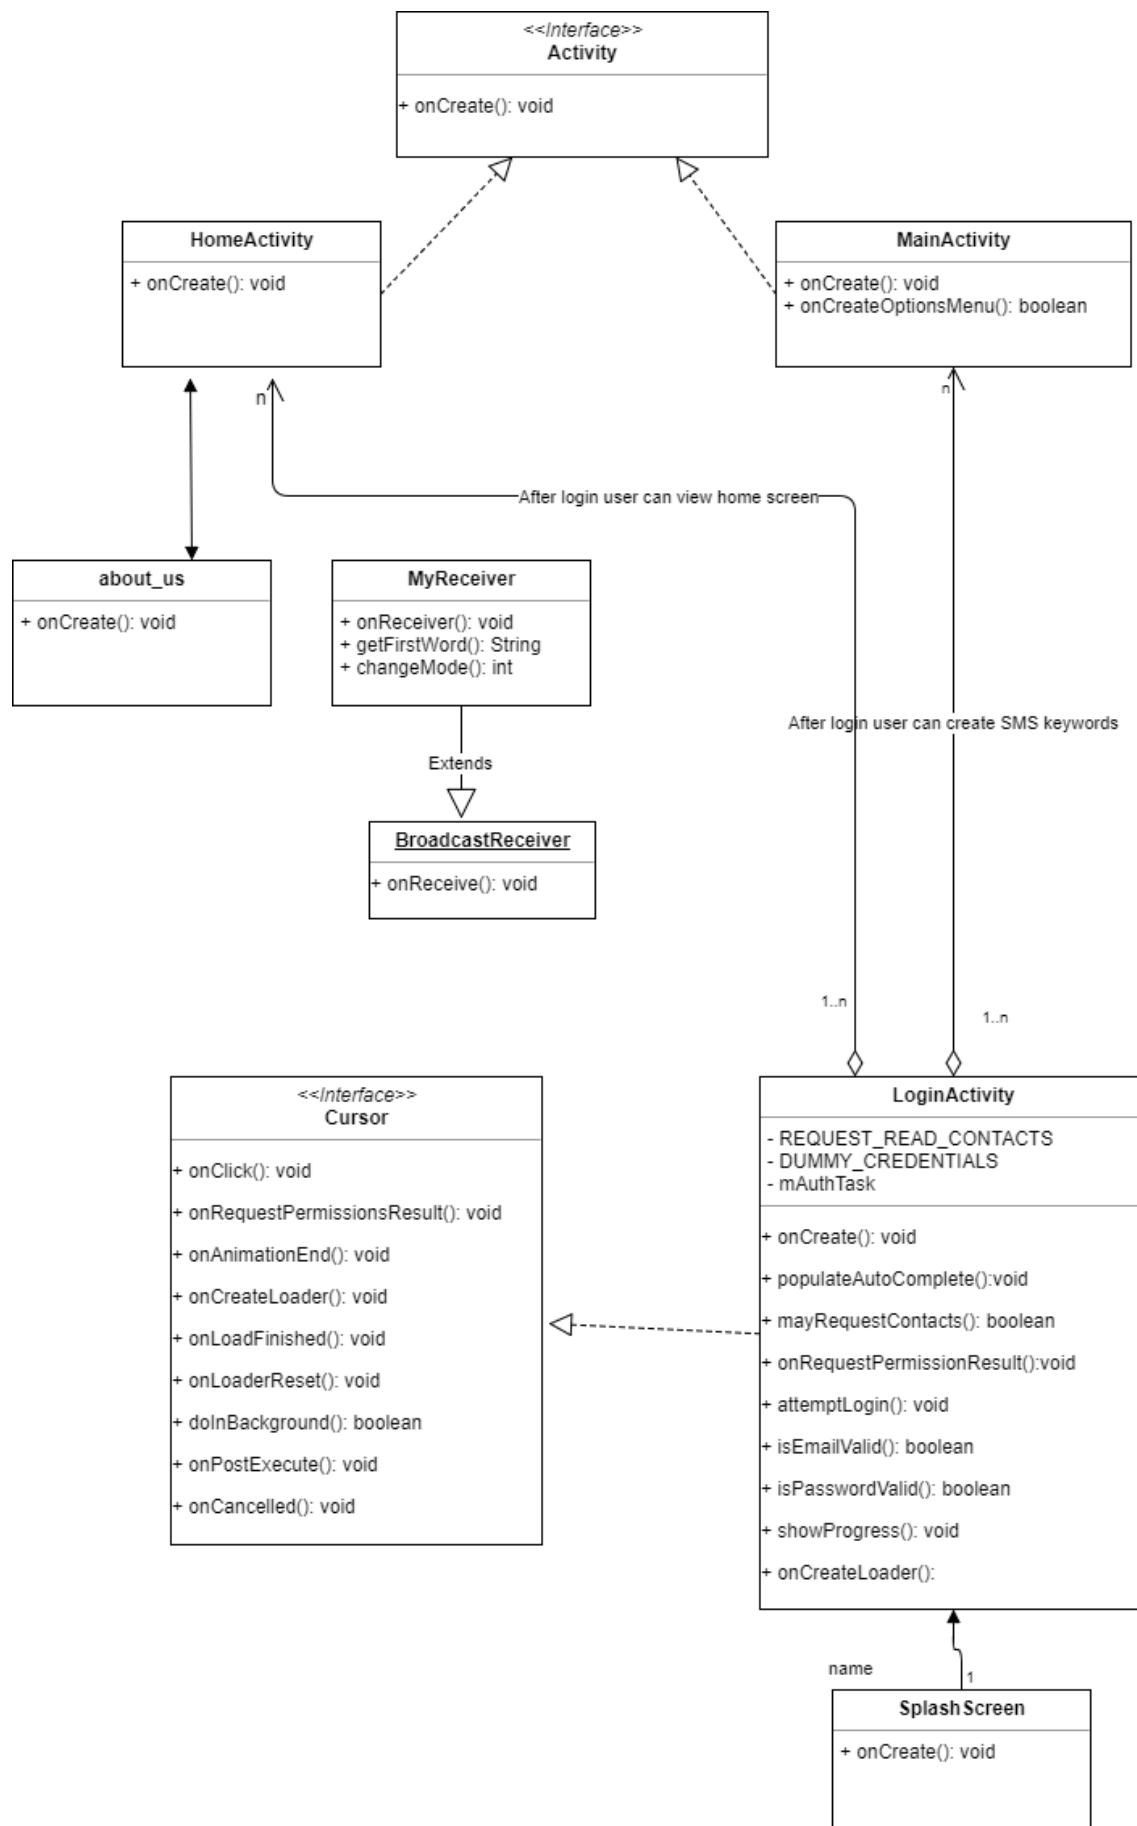 <<Interface>>
Activity
+ onCreate(): void
HomeActivity
+ onCreate(): void
MainActivity
+ onCreate(): void
+ onCreateOptionsMenu(): boolean
n
n
After login user can view home screen
about_us
+ onCreate(): void
MyReceiver
+ onReceiver(): void
+ getFirstWord(): String
+ changeMode(): int
After login user can create SMS keywords
Extends
BroadcastReceiver
+ onReceive(): void
1..n
1..n
<<Interface>>
Cursor
+ onClick(): void
+ onRequestPermissionsResult(): void
+ onAnimationEnd(): void
+ onCreateLoader(): void
+ onLoadFinished(): void
+ onLoaderReset(): void
+ doInBackground(): boolean
+ onPostExecute(): void
+ onCancelled(): void
LoginActivity
- REQUEST_READ_CONTACTS
- DUMMY_CREDENTIALS
- mAuthTask
+ onCreate(): void
+ populateAutoComplete():void
+ mayRequestContacts(): boolean
+ onRequestPermissionResult():void
+ attemptLogin(): void
+ isEmailValid(): boolean
+ isPasswordValid(): boolean
+ showProgress(): void
+ onCreateLoader():
name
1
SplashScreen
+ onCreate(): void